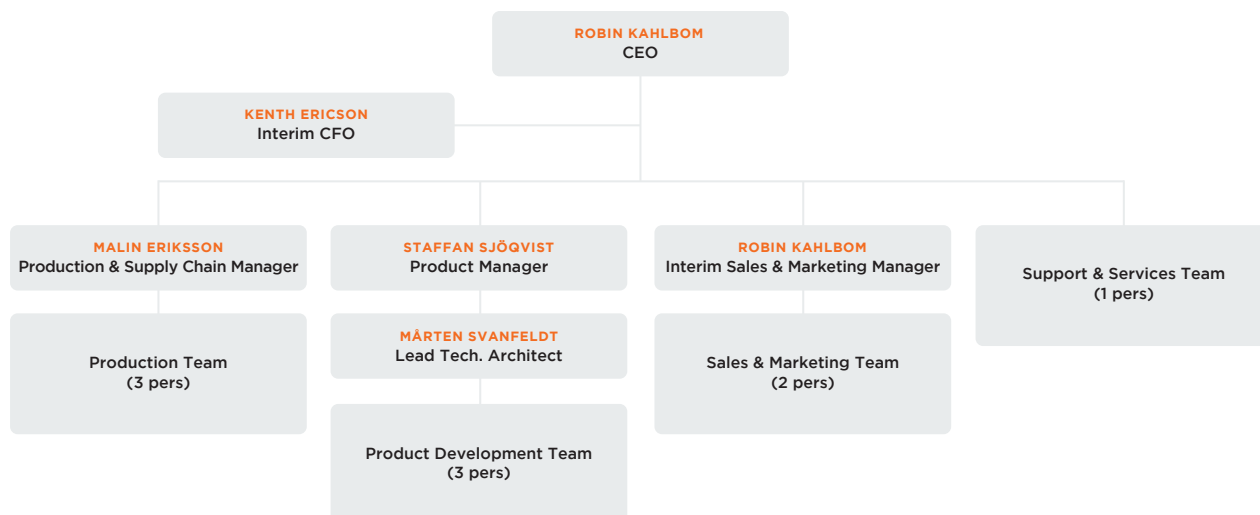 ROBIN KAHLBOM
CEO
KENTH ERICSON
Interim CFO
MALIN ERIKSSON
Production & Supply Chain Manager
STAFFAN SJÖQVIST
Product Manager
ROBIN KAHLBOM
Interim Sales & Marketing Manager
Support & Services Team
(1 pers)
MÅRTEN SVANFELDT
Lead Tech. Architect
Production Team
(3 pers)
Sales & Marketing Team
(2 pers)
Product Development Team
(3 pers)